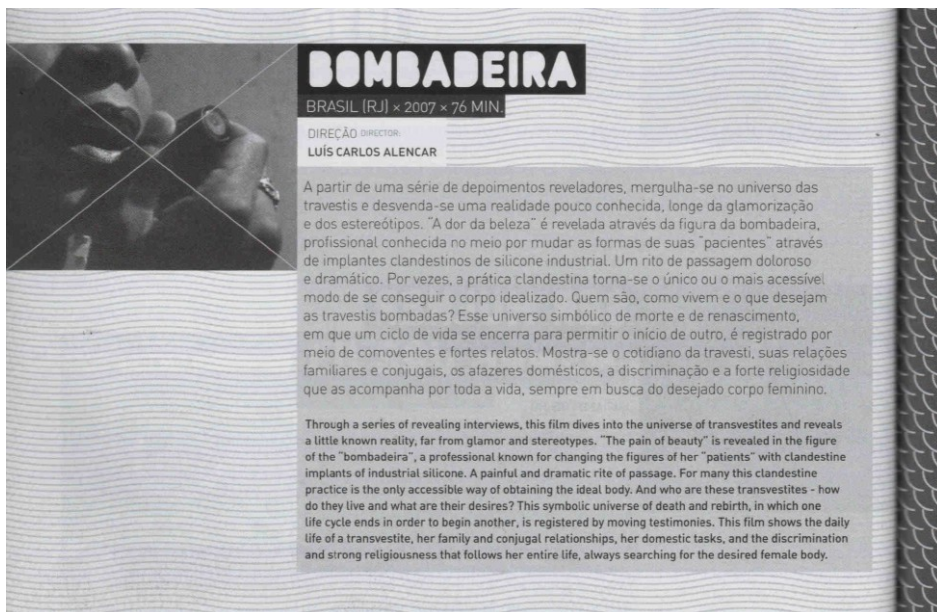 BOMBADEIRA
BRASIL (RJ) × 2007 × 76 MIN.
DIREÇÃO DIRECTOR:
LUÍS CARLOS ALENCAR
A partir de uma série de depoimentos reveladores, mergulha-se no universo das
travestis e desvenda-se uma realidade pouco conhecida, longe da glamorização
e dos estereótipos. "A dor da beleza" é revelada através da figura da bombadeira,
profissional conhecida no meio por mudar as formas de suas "pacientes" através
de implantes clandestinos de silicone industrial. Um rito de passagem doloroso
e dramático. Por vezes, a prática clandestina torna-se o único ou o mais acessível
modo de se conseguir o corpo idealizado. Quem são, como vivem e o que desejam
as travestis bombadas? Esse universo simbólico de morte e de renascimento,
em que um ciclo de vida se encerra para permitir o início de outro, é registrado por
meio de comoventes e fortes relatos. Mostra-se o cotidiano da travesti, suas relações
familiares e conjugais, os afazeres domésticos, a discriminação e a forte religiosidade
que as acompanha por toda a vida, sempre em busca do desejado corpo feminino.
Through a series of revealing interviews, this film dives into the universe of transvestites and reveals
a little known reality, far from glamor and stereotypes. "The pain of beauty" is revealed in the figure
of the "bombadeira", a professional known for changing the figures of her "patients" with clandestine
implants of industrial silicone. A painful and dramatic rite of passage. For many this clandestine
practice is the only accessible way of obtaining the ideal body. And who are these transvestites - how
do they live and what are their desires? This symbolic universe of death and rebirth, in which one
life cycle ends in order to begin another, is registered by moving testimonies. This film shows the daily
life of a transvestite, her family and conjugal relationships, her domestic tasks, and the discrimination
and strong religiousness that follows her entire life, always searching for the desired female body.